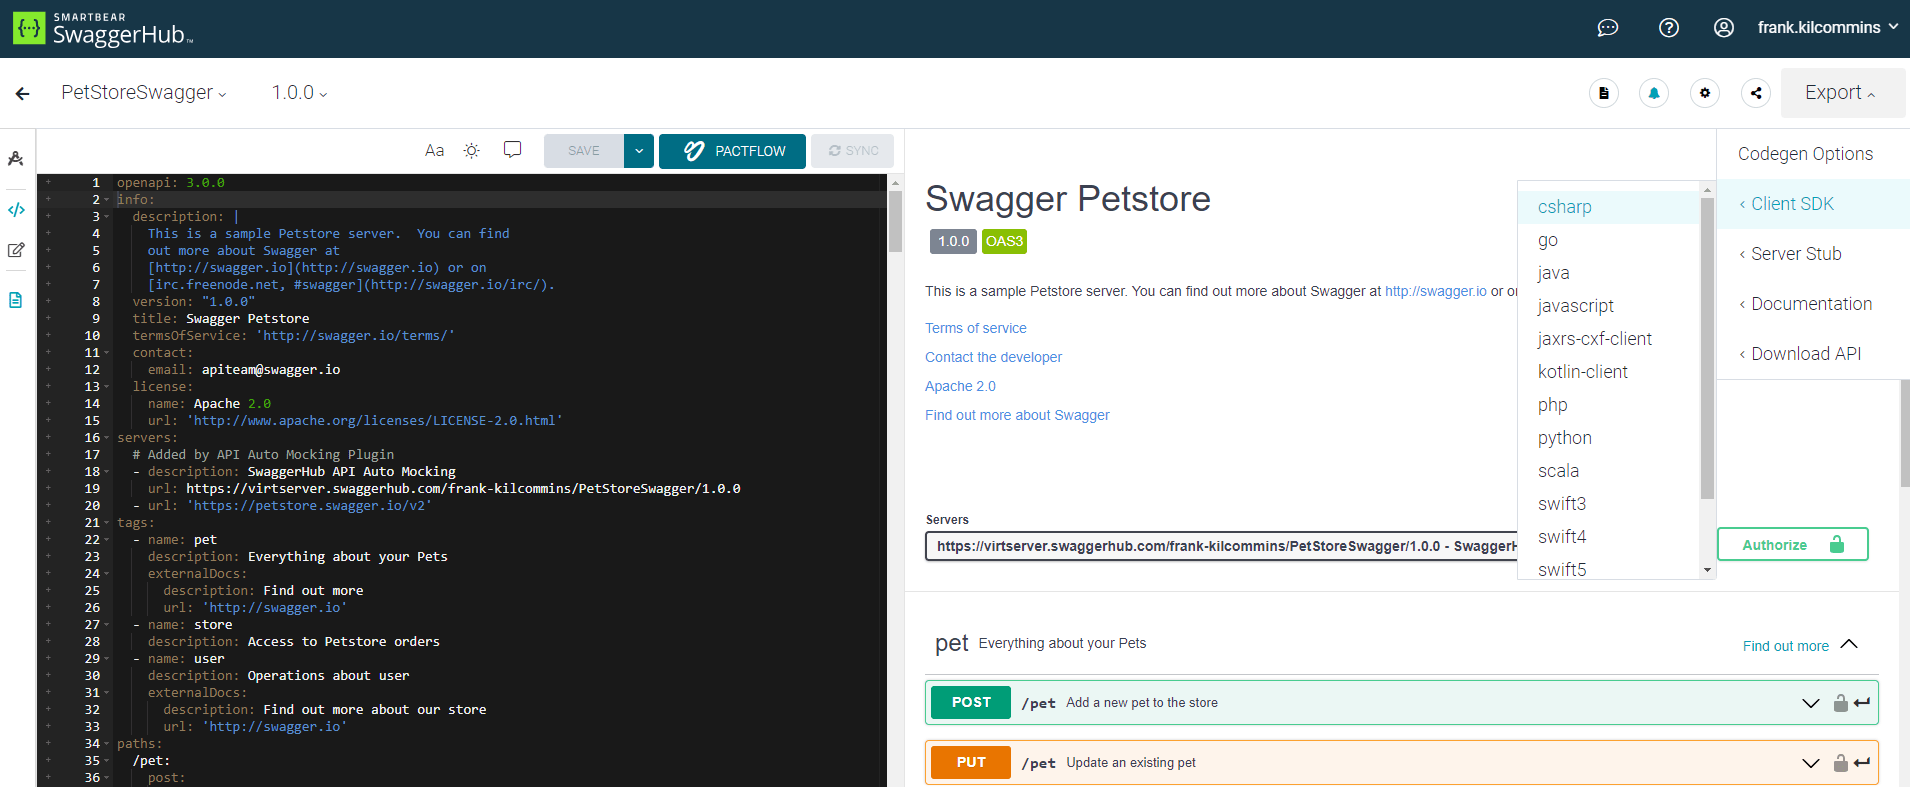 SMARTBEAR
SwaggerHub™
frank.kilcommins
PetStoreSwagger
1.0.0
Export
Aa
SAVE
PACTFLOW
SYNC
1 openapi: 3.0.0
2 info:
3 description: |
4 This is a sample Petstore server.  You can find
5 out more about Swagger at
6 [http://swagger.io](http://swagger.io) or on
7 [irc.freenode.net, #swagger](http://swagger.io/irc/).
8 version: "1.0.0"
9 title: Swagger Petstore
10 termsOfService: 'http://swagger.io/terms/'
11 contact:
12 email: apiteam@swagger.io
13 license:
14 name: Apache 2.0
15 url: 'http://www.apache.org/licenses/LICENSE-2.0.html'
16 servers:
17 # Added by API Auto Mocking Plugin
18 - description: SwaggerHub API Auto Mocking
19 url: https://virtserver.swaggerhub.com/frank-kilcommins/PetStoreSwagger/1.0.0
20 - url: 'https://petstore.swagger.io/v2'
21 tags:
22 - name: pet
23 description: Everything about your Pets
24 externalDocs:
25 description: Find out more
26 url: 'http://swagger.io'
27 - name: store
28 description: Access to Petstore orders
29 - name: user
30 description: Operations about user
31 externalDocs:
32 description: Find out more about our store
33 url: 'http://swagger.io'
34 paths:
35 /pet:
36 post:
Swagger Petstore
1.0.0 OAS3
This is a sample Petstore server. You can find out more about Swagger at http://swagger.io or or
Terms of service
Contact the developer
Apache 2.0
Find out more about Swagger
Servers
https://virtserver.swaggerhub.com/frank-kilcommins/PetStoreSwagger/1.0.0 - SwaggerH
Authorize
csharp
go
java
javascript
jaxrs-cxf-client
kotlin-client
php
python
scala
swift3
swift4
swift5
Codegen Options
Client SDK
Server Stub
Documentation
Download API
pet Everything about your Pets
Find out more
POST /pet Add a new pet to the store
PUT /pet Update an existing pet